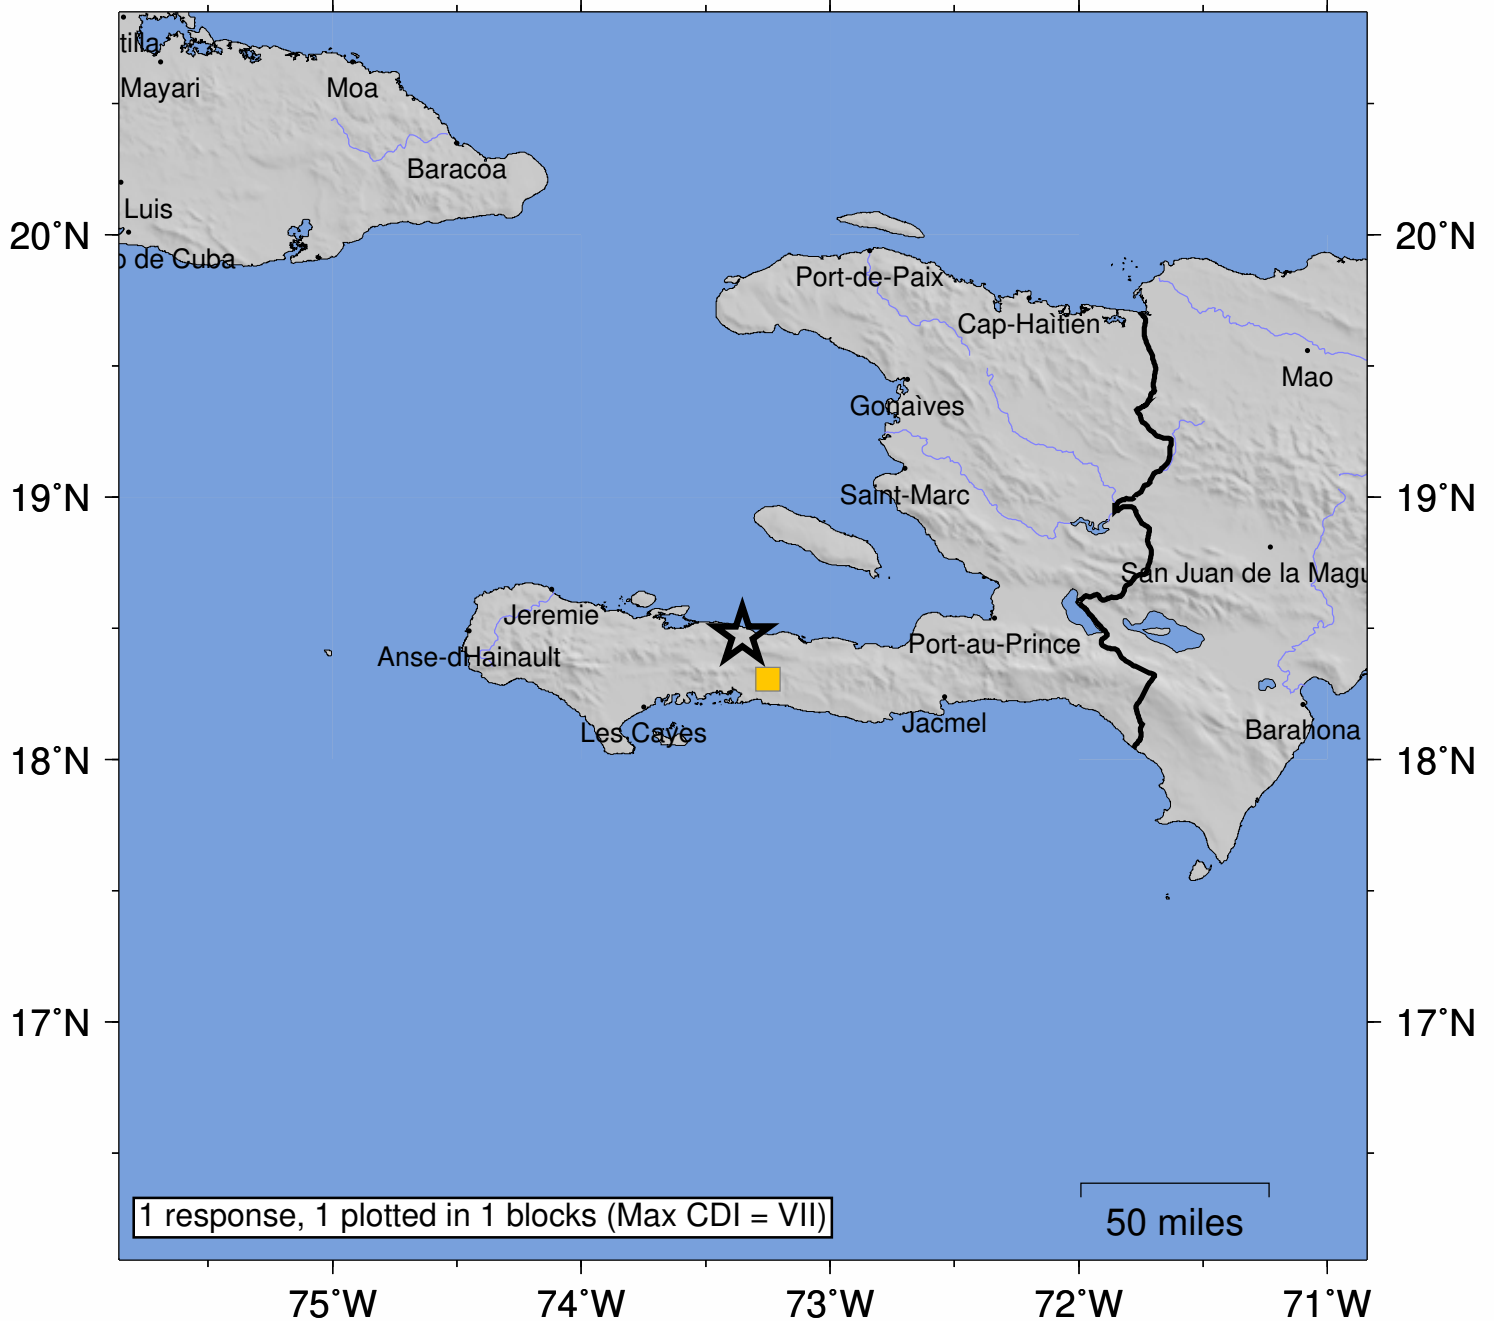 tilla
Mayari
Moa
Baracoa
Luis
20°N
20°N
o de Cuba
Port-de-Paix
Cap-Haïtien
Mao
Gonaïves
19°N
Saint-Marc
19°N
San Juan de la Magu
Jeremie
Port-au-Prince
Anse-dHainault
Jacmel
Barahona
Les Cayes
18°N
18°N
17°N
17°N
1 response, 1 plotted in 1 blocks (Max CDI = VII)
50 miles
75°W
74°W
73°W
72°W
71°W